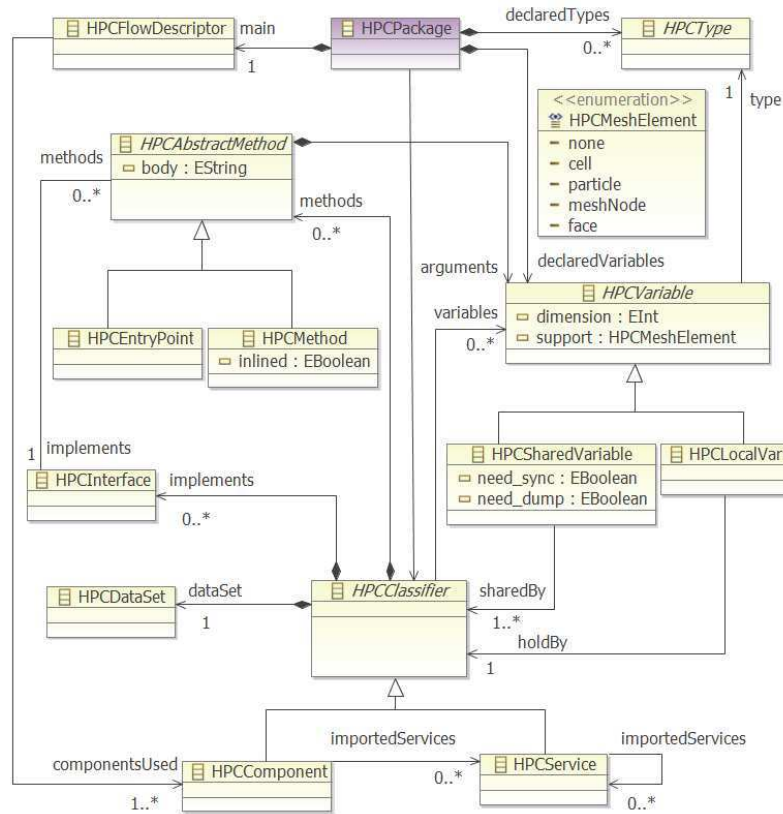 declaredTypes
HPCFlowDescriptor
main
HPCPackage
HPCType
1
0..*
1
type
<<enumeration>>
HPCMeshElement
none
cell
particle
meshNode
face
HPCAbstractMethod
body : EString
methods
0..*
methods
0..*
arguments
declaredVariables
variables
0..*
HPCVariable
dimension : EInt
support : HPCMeshElement
HPCEntryPoint
HPCMethod
inlined : EBoolean
1
implements
HPCInterface
implements
0..*
HPCSharedVariable
need_sync : EBoolean
need_dump : EBoolean
HPCLocalVar
HPCDataSet
dataSet
1
HPCClassifier
sharedBy
1..*
holdBy
1
importedServices
importedServices
componentsUsed
HPCComponent
HPCService
1..*
0..*
0..*